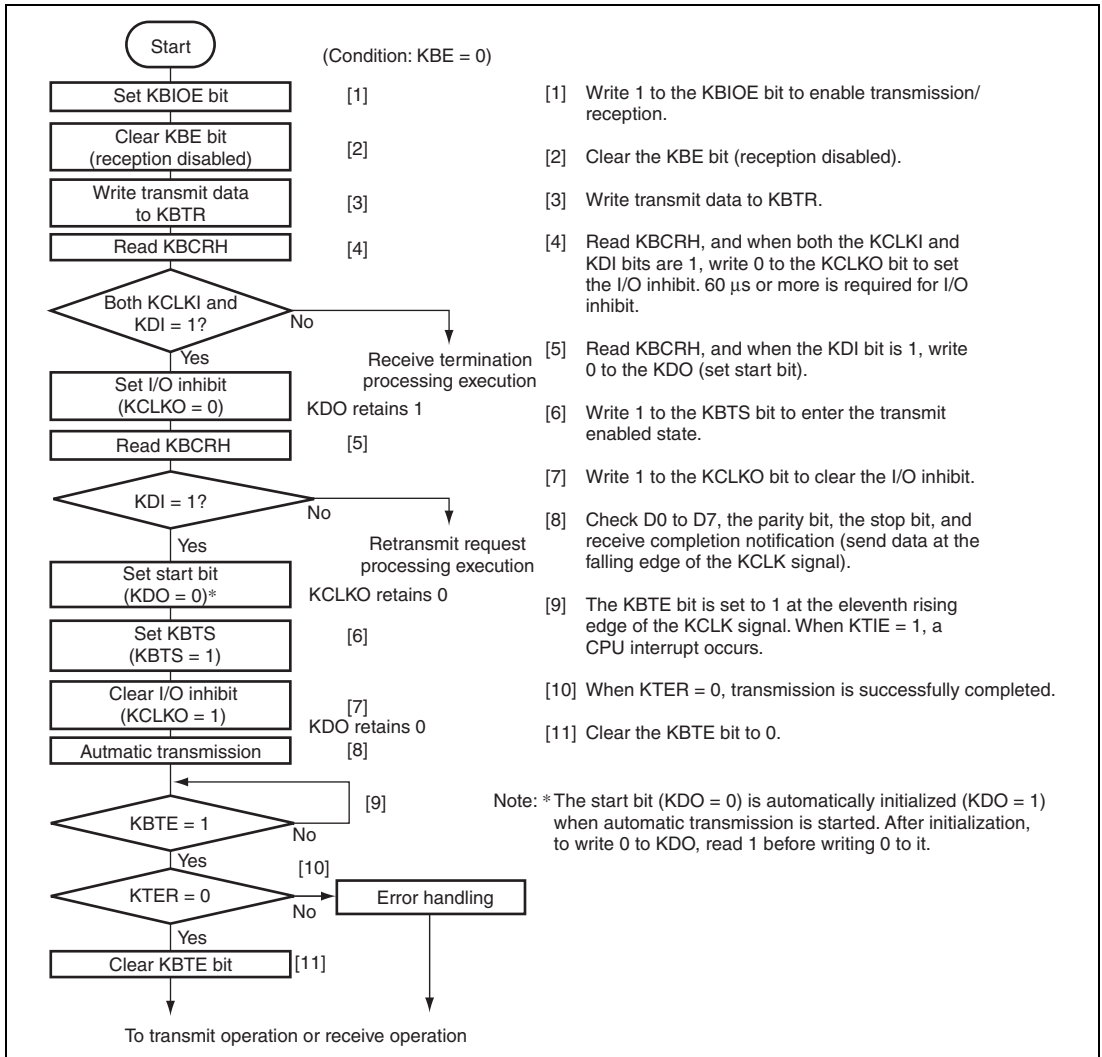 Start
(Condition: KBE = 0)
Set KBIOE bit
[1]
Clear KBE bit
(reception disabled)
[2]
Write transmit data
to KBTR
[3]
Read KBCRH
[4]
Both KCLKI and
KDI = 1?
No
Yes
Receive termination
processing execution
Set I/O inhibit
(KCLKO = 0)
KDO retains 1
Read KBCRH
[5]
KDI = 1?
No
Yes
Retransmit request
processing execution
Set start bit
(KDO = 0)*
KCLKO retains 0
Set KBTS
(KBTS = 1)
[6]
Clear I/O inhibit
(KCLKO = 1)
[7]
KDO retains 0
Autmatic transmission
[8]
KBTE = 1
[9]
No
Yes
[10]
KTER = 0
No
Error handling
Yes
Clear KBTE bit
[11]
To transmit operation or receive operation
[1] Write 1 to the KBIOE bit to enable transmission/
reception.
[2] Clear the KBE bit (reception disabled).
[3] Write transmit data to KBTR.
[4] Read KBCRH, and when both the KCLKI and
KDI bits are 1, write 0 to the KCLKO bit to set
the I/O inhibit. 60 μs or more is required for I/O
inhibit.
[5] Read KBCRH, and when the KDI bit is 1, write
0 to the KDO (set start bit).
[6] Write 1 to the KBTS bit to enter the transmit
enabled state.
[7] Write 1 to the KCLKO bit to clear the I/O inhibit.
[8] Check D0 to D7, the parity bit, the stop bit, and
receive completion notification (send data at the
falling edge of the KCLK signal).
[9] The KBTE bit is set to 1 at the eleventh rising
edge of the KCLK signal. When KTIE = 1, a
CPU interrupt occurs.
[10] When KTER = 0, transmission is successfully completed.
[11] Clear the KBTE bit to 0.
Note: * The start bit (KDO = 0) is automatically initialized (KDO = 1)
when automatic transmission is started. After initialization,
to write 0 to KDO, read 1 before writing 0 to it.